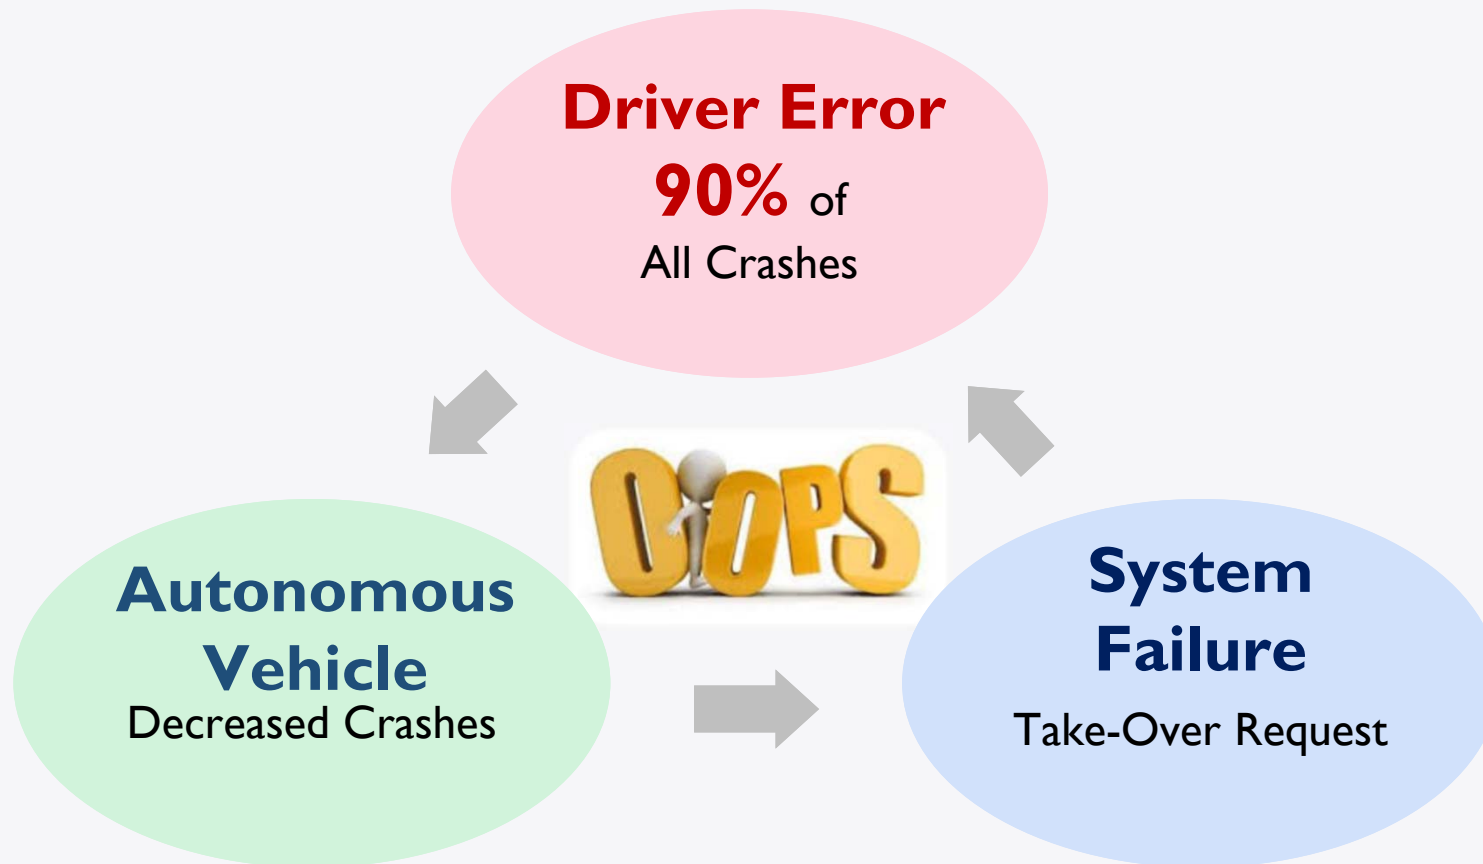 Driver Error
90% of
All Crashes
OOPS
Autonomous
Vehicle
Decreased Crashes
System
Failure
Take-Over Request